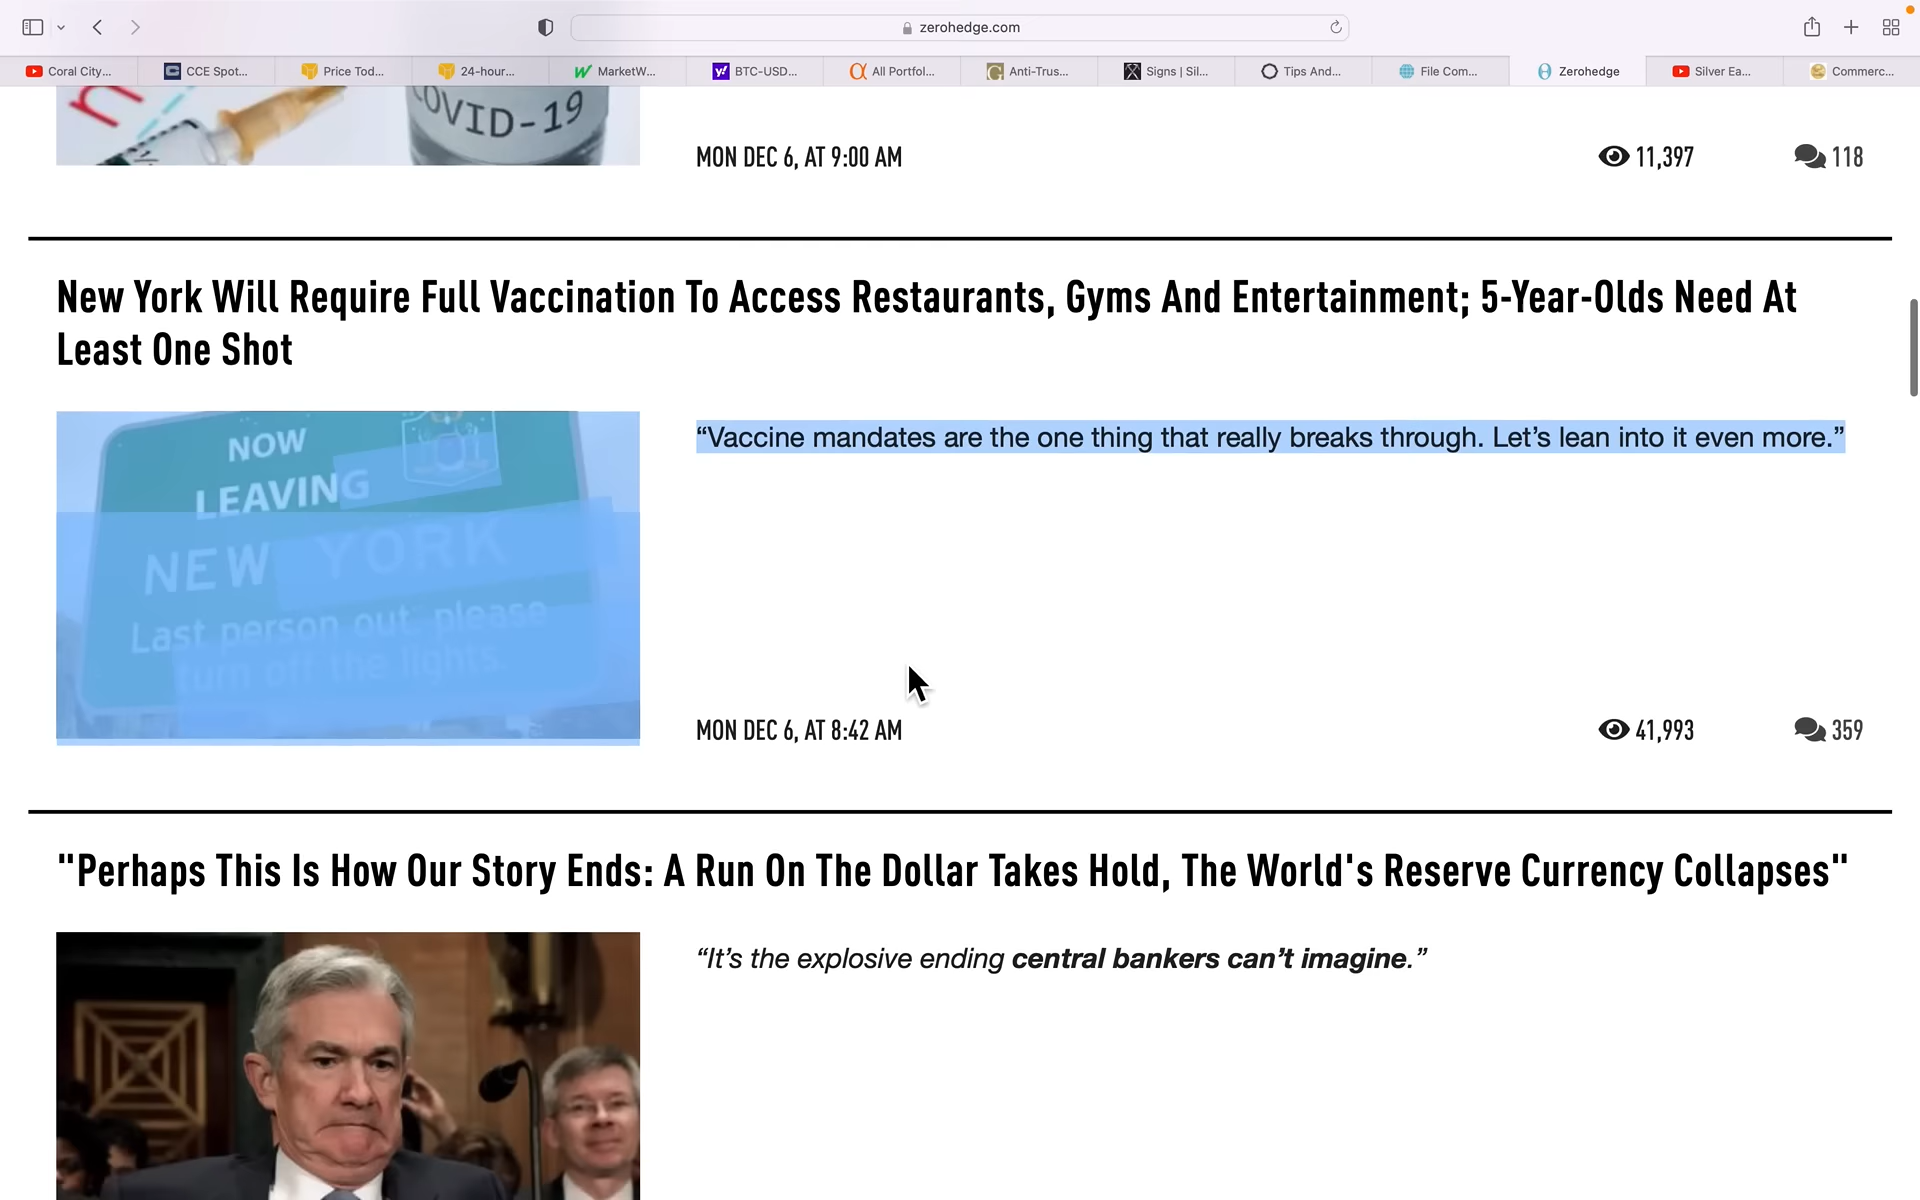 zerohedge.com
Coral City...
CCE Spot...
Price Tod...
24-hour...
MarketW...
BTC-USD...
All Portfol...
Anti-Trus...
Signs | Sil...
Tips And...
File Com...
Zerohedge
Silver Ea...
Commerc...
COVID-19
MON DEC 6, AT 9:00 AM
11,397
118
New York Will Require Full Vaccination To Access Restaurants, Gyms And Entertainment; 5-Year-Olds Need At
Least One Shot
NOW
LEAVING
NEW YORK
Last person out, please
turn off the lights.
“Vaccine mandates are the one thing that really breaks through. Let’s lean into it even more.”
MON DEC 6, AT 8:42 AM
41,993
359
"Perhaps This Is How Our Story Ends: A Run On The Dollar Takes Hold, The World's Reserve Currency Collapses"
“It’s the explosive ending central bankers can’t imagine.”